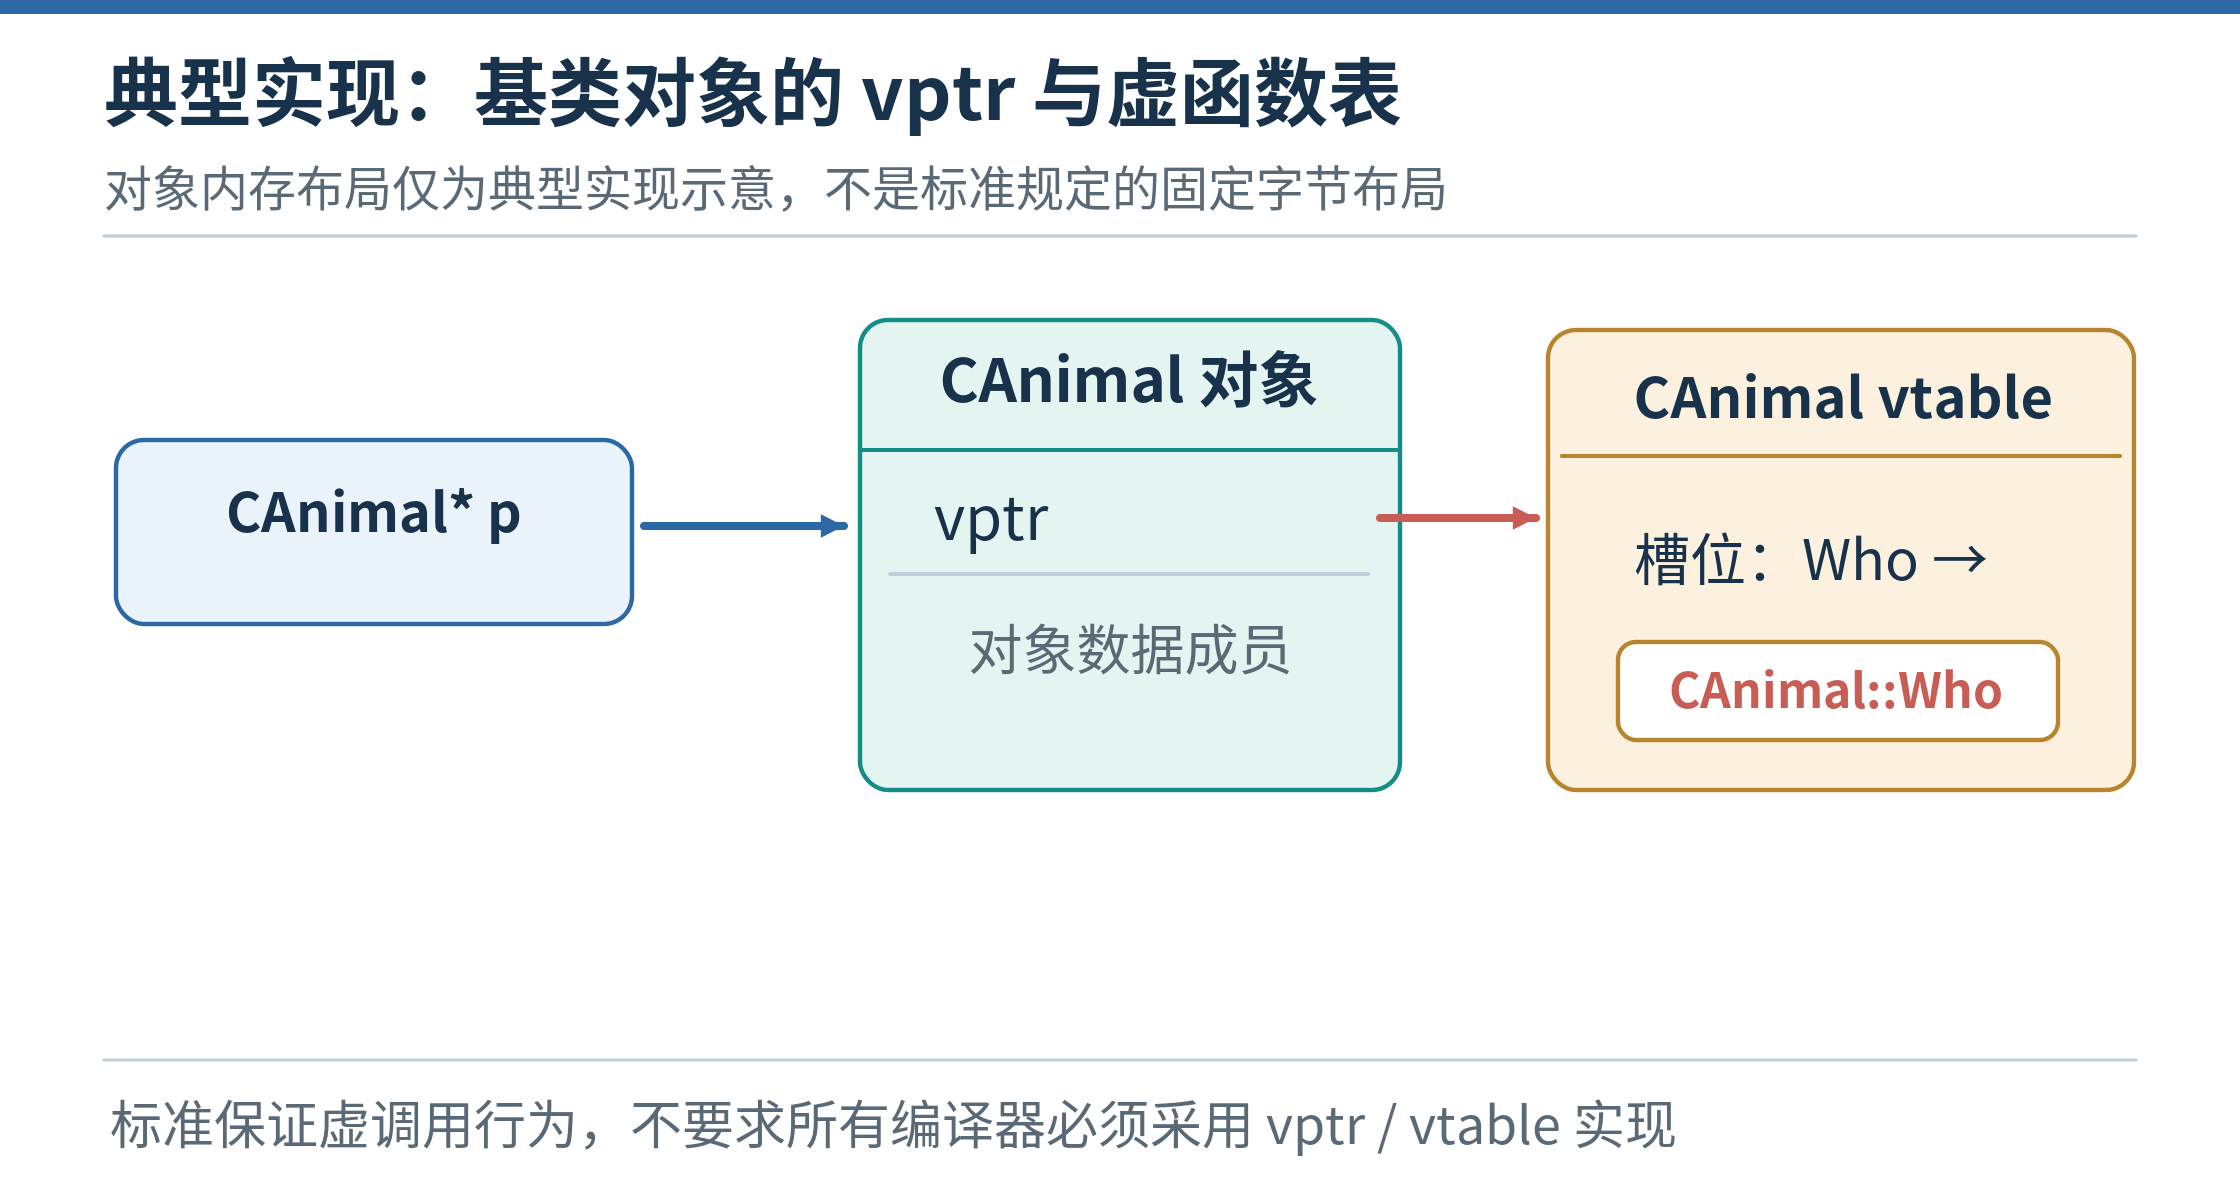 典型实现：基类对象的 vptr 与虚函数表
对象内存布局仅为典型实现示意，不是标准规定的固定字节布局
CAnimal* p
CAnimal 对象
vptr
对象数据成员
CAnimal vtable
槽位：Who →
CAnimal::Who
标准保证虚调用行为，不要求所有编译器必须采用 vptr / vtable 实现